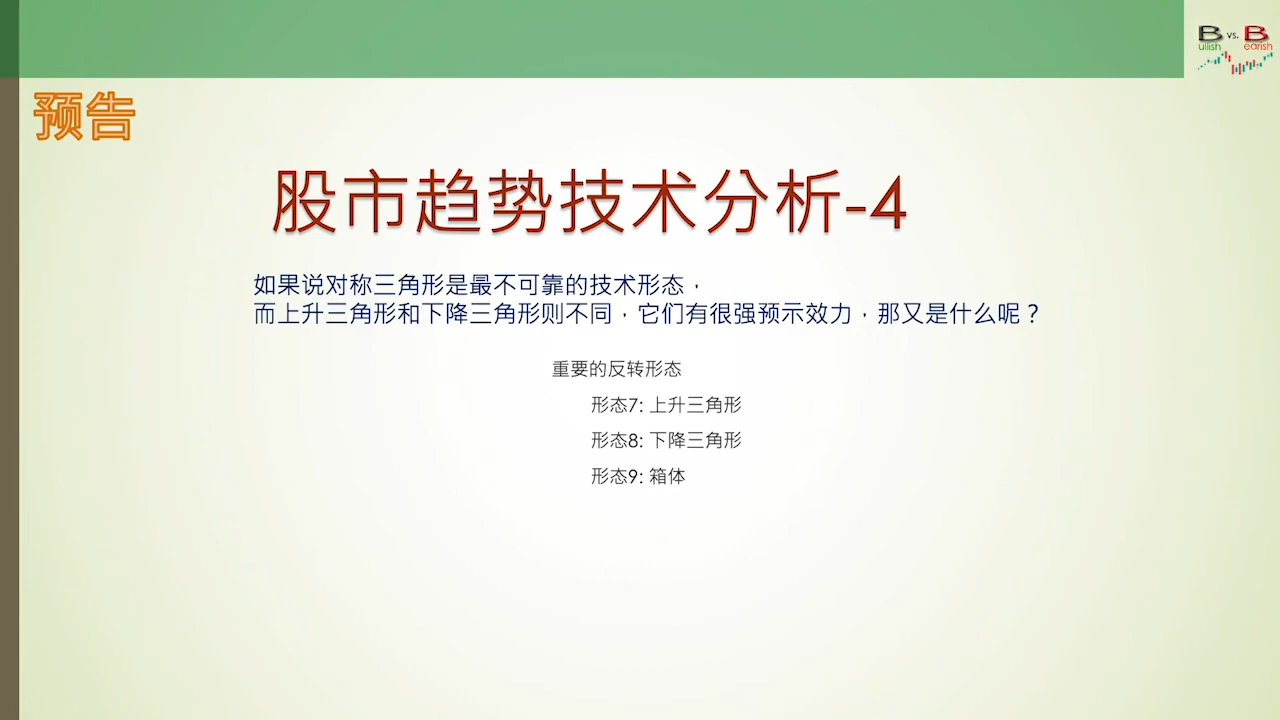 Bullish vs. Bearish
预告
股市趋势技术分析-4
如果说对称三角形是最不可靠的技术形态，
而上升三角形和下降三角形则不同，它们有很强预示效力，那又是什么呢？
重要的反转形态
形态7: 上升三角形
形态8: 下降三角形
形态9: 箱体